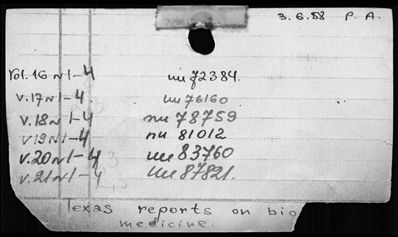 3.6.58 P. A.
Vol. 16 N 1-4 nu 72384.
v. 17 N 1-4. nu 76160
v. 18 N 1-4 nu 78759
v 19 N 1-4 nu 81012
v. 20 N 1-4 nu 83760
v. 21 N 1-4 nu 87821.
Texas reports on bio
medicine.